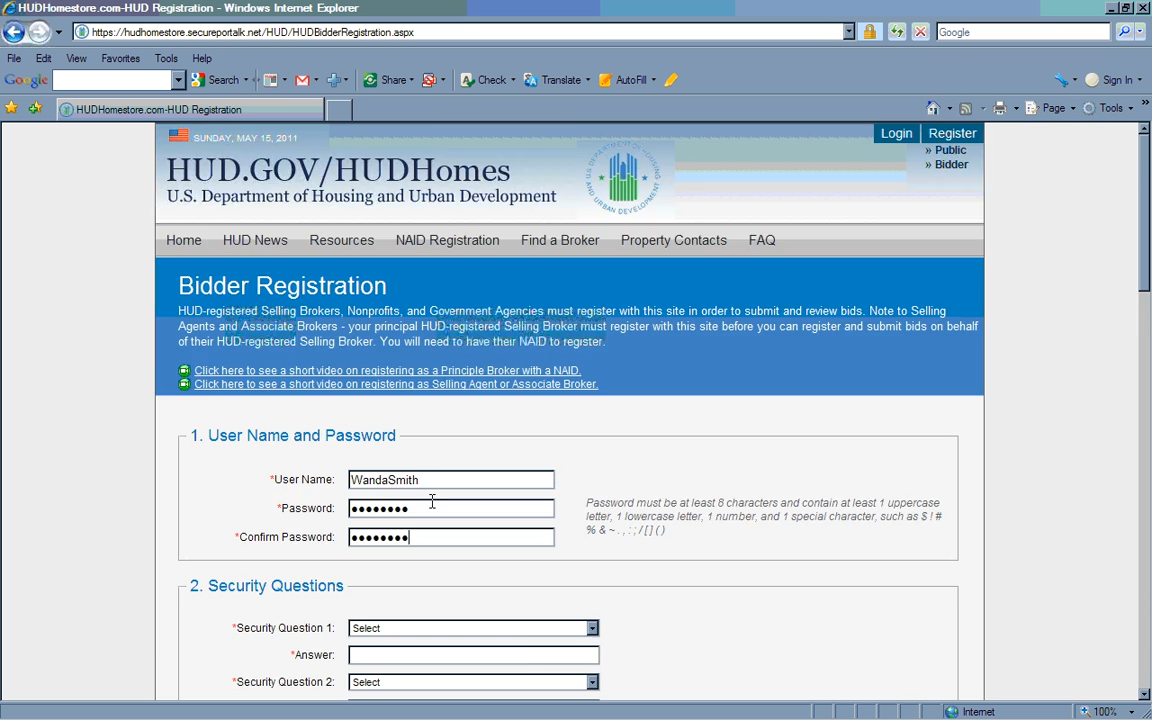 HUDHomestore.com-HUD Registration - Windows Internet Explorer
https://hudhomestore.secureportalk.net/HUD/HUDBidderRegistration.aspx
Google
File Edit View Favorites Tools Help
Google Search Share Check Translate AutoFill Sign In
HUDHomestore.com-HUD Registration Page Tools
SUNDAY, MAY 15, 2011
Login Register
» Public
» Bidder
HUD.GOV/HUDHomes
U.S. Department of Housing and Urban Development
Home HUD News Resources NAID Registration Find a Broker Property Contacts FAQ
Bidder Registration
HUD-registered Selling Brokers, Nonprofits, and Government Agencies must register with this site in order to submit and review bids. Note to Selling
Agents and Associate Brokers - your principal HUD-registered Selling Broker must register with this site before you can register and submit bids on behalf
of their HUD-registered Selling Broker. You will need to have their NAID to register.
Click here to see a short video on registering as a Principle Broker with a NAID.
Click here to see a short video on registering as Selling Agent or Associate Broker.
1. User Name and Password
*User Name: WandaSmith
*Password: ●●●●●●●●
*Confirm Password: ●●●●●●●●
Password must be at least 8 characters and contain at least 1 uppercase
letter, 1 lowercase letter, 1 number, and 1 special character, such as $ ! #
% & ~ . , : ; / [ ] ( )
2. Security Questions
*Security Question 1: Select
*Answer:
*Security Question 2: Select
Internet 100%